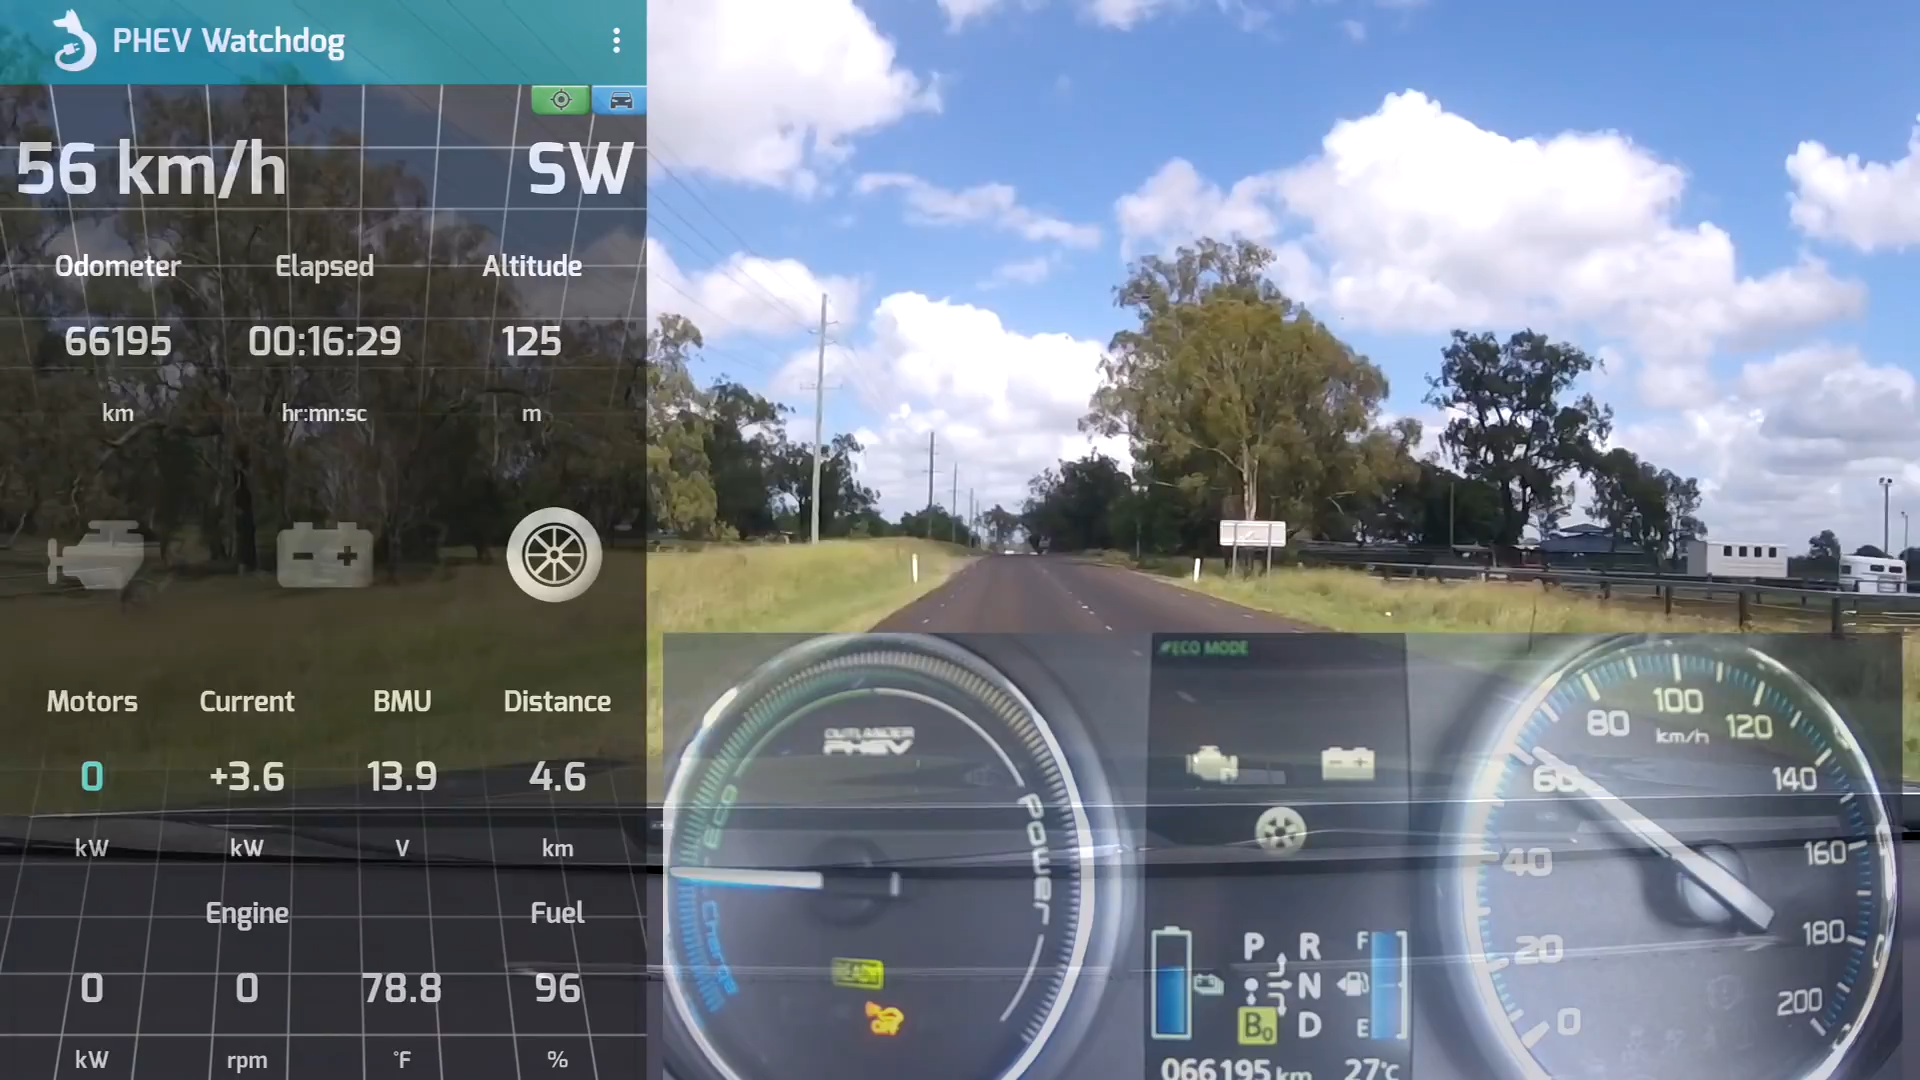 PHEV Watchdog
56 km/h SW
Odometer Elapsed Altitude
66195 00:16:29 125
km hr:mn:sc m
Motors Current BMU Distance
0 +3.6 13.9 4.6
kW kW V km
Engine Fuel
0 0 78.8 96
kW rpm °F %
OUTLANDER
PHEV
Charge
ECO
Power
READY
OFF
ECO MODE
P R
N
B0 D
F
E
066195 km 27°C
0
20
40
60
80
100
120
140
160
180
200
km/h